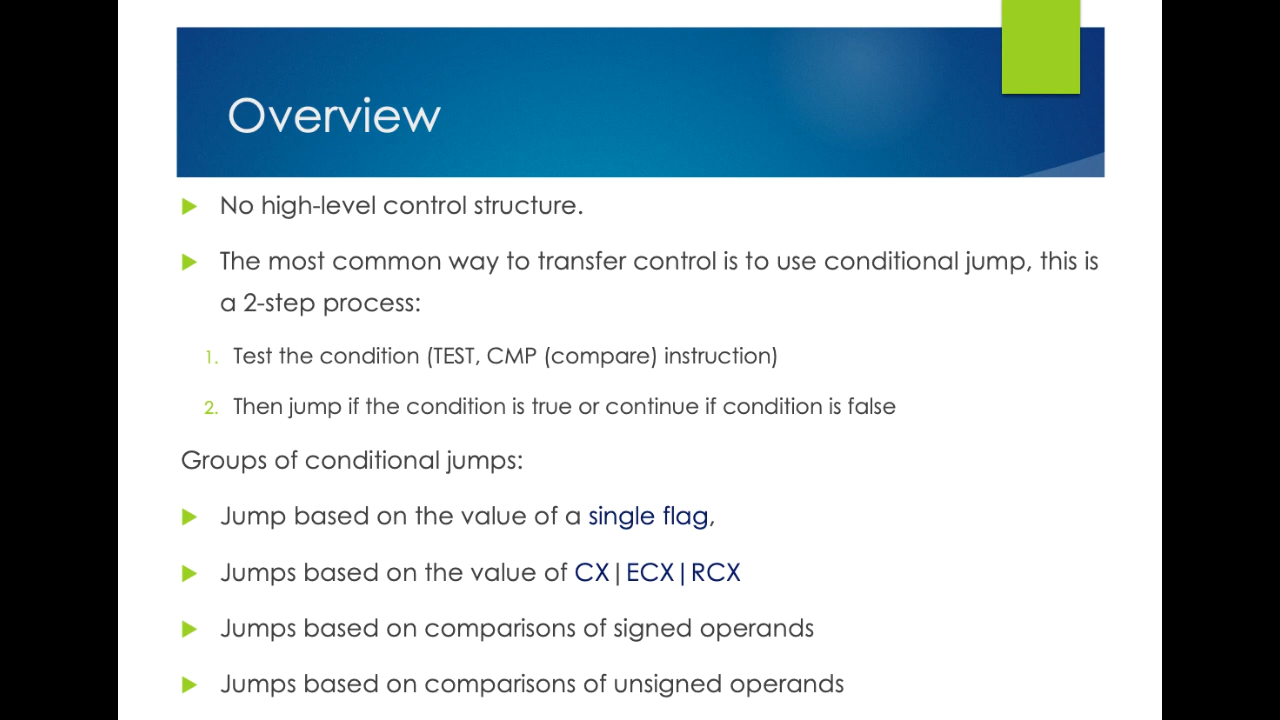 Overview
No high-level control structure.
The most common way to transfer control is to use conditional jump, this is
a 2-step process:
1. Test the condition (TEST, CMP (compare) instruction)
2. Then jump if the condition is true or continue if condition is false
Groups of conditional jumps:
Jump based on the value of a single flag,
Jumps based on the value of CX|ECX|RCX
Jumps based on comparisons of signed operands
Jumps based on comparisons of unsigned operands